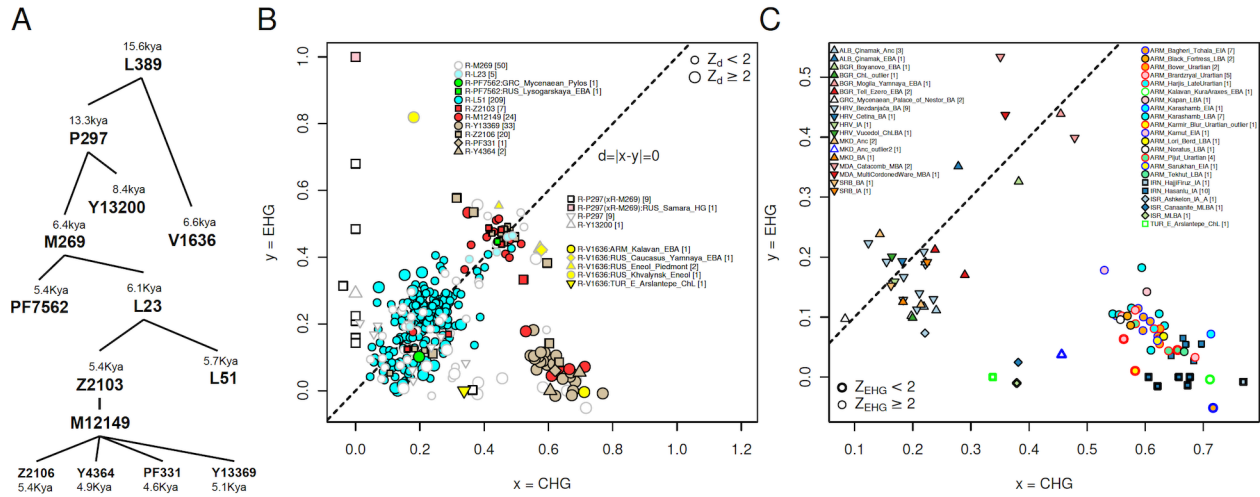 A
15.6kya
L389
13.3kya
P297
8.4kya
Y13200
6.4kya
M269
6.6kya
V1636
5.4kya
PF7562
6.1kya
L23
5.4kya
Z2103
5.7kya
L51
M12149
Z2106
Y4364
PF331
Y13369
5.4Kya
4.9Kya
4.6Kya
5.1Kya
B
y = EHG
1.0
0.8
0.6
0.4
0.2
0.0
0.0 0.2 0.4 0.6 0.8 1.0 1.2
x = CHG
R-M269 [50]
R-L23 [5]
R-PF7562:GRC_Mycenaean_Pylos [1]
R-PF7562:RUS_Lysogorskaya_EBA [1]
R-L51 [209]
R-Z2103 [7]
R-M12149 [24]
R-Y13369 [33]
R-Z2106 [20]
R-PF331 [1]
R-Y4364 [2]
Z_d < 2
Z_d ≥ 2
d=|x-y|=0
R-P297(xR-M269) [9]
R-P297(xR-M269):RUS_Samara_HG [1]
R-P297 [9]
R-Y13200 [1]
R-V1636:ARM_Kalavan_EBA [1]
R-V1636:RUS_Caucasus_Yamnaya_EBA [1]
R-V1636:RUS_Eneol_Piedmont [2]
R-V1636:RUS_Khvalynsk_Eneol [1]
R-V1636:TUR_E_Arslantepe_ChL [1]
C
y = EHG
0.5
0.4
0.3
0.2
0.1
0.0
0.1 0.2 0.3 0.4 0.5 0.6 0.7
x = CHG
ALB_Çinamak_Anc [3]
ALB_Çinamak_EBA [1]
BGR_Boyanovo_EBA [1]
BGR_Chl_outlier [1]
BGR_Mogila_Yamnaya_EBA [1]
BGR_Tell_Ezero_EBA [2]
GRC_Mycenaean_Palace_of_Nestor_BA [1]
HRV_Bezdanjača_BA [9]
HRV_Cetina_BA [1]
HRV_IA [1]
HRV_Vucedol_ChLBA [1]
MKD_Anc [2]
MKD_Anc_outlier2 [1]
MKD_BA [1]
MDA_Catacomb_MBA [2]
MDA_MultiCordonedWare_MBA [1]
SRB_BA [1]
SRB_IA [1]
ARM_Bagheri_Tchala_EIA [7]
ARM_Black_Fortress_LBA [2]
ARM_Bover_Urartian [2]
ARM_Brardzryal_Urartian [5]
ARM_Harjis_LateUrartian [2]
ARM_Kalavan_KuraAraxes_EBA [1]
ARM_Kapan_LBA [1]
ARM_Karashamb_EIA [1]
ARM_Karashamb_LBA [7]
ARM_Karmir_Blur_Urartian_outlier [1]
ARM_Karnut_EIA [1]
ARM_Lori_Berd_LBA [1]
ARM_Noratus_LBA [1]
ARM_Pijut_Urartian [4]
ARM_Sarukhan_EIA [1]
ARM_Tekhut_LBA [1]
IRN_HajjiFiruz_IA [1]
IRN_Hasanlu_IA [10]
ISR_Ashkelon_IA_A [1]
ISR_Canaanite_MLBA [1]
ISR_MLBA [1]
TUR_E_Arslantepe_ChL [1]
Z_EHG < 2
Z_EHG ≥ 2